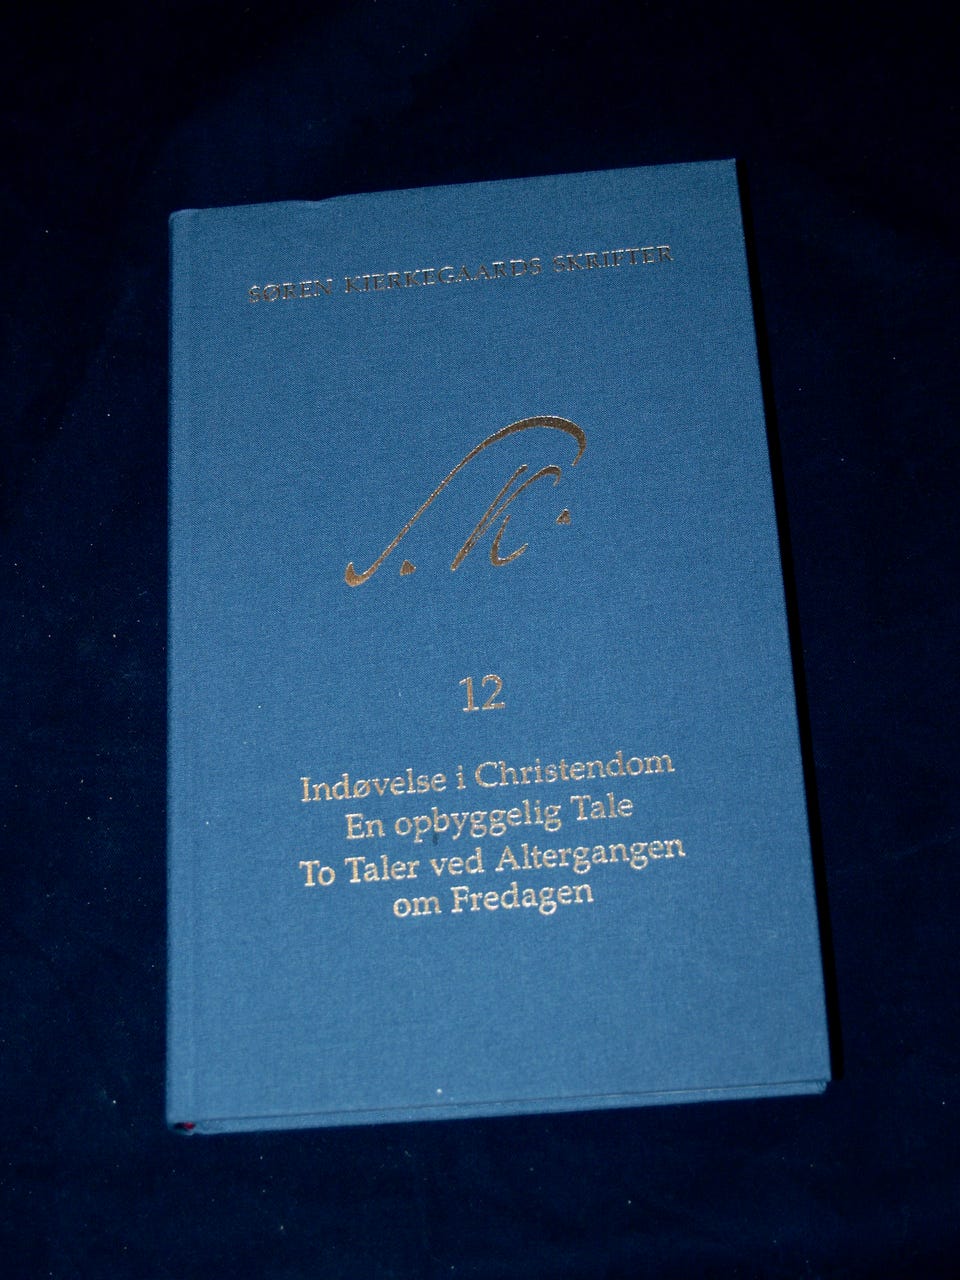 SØREN KIERKEGAARDS SKRIFTER
S. K.
12
Indøvelse i Christendom
En opbyggelig Tale
To Taler ved Altergangen
om Fredagen